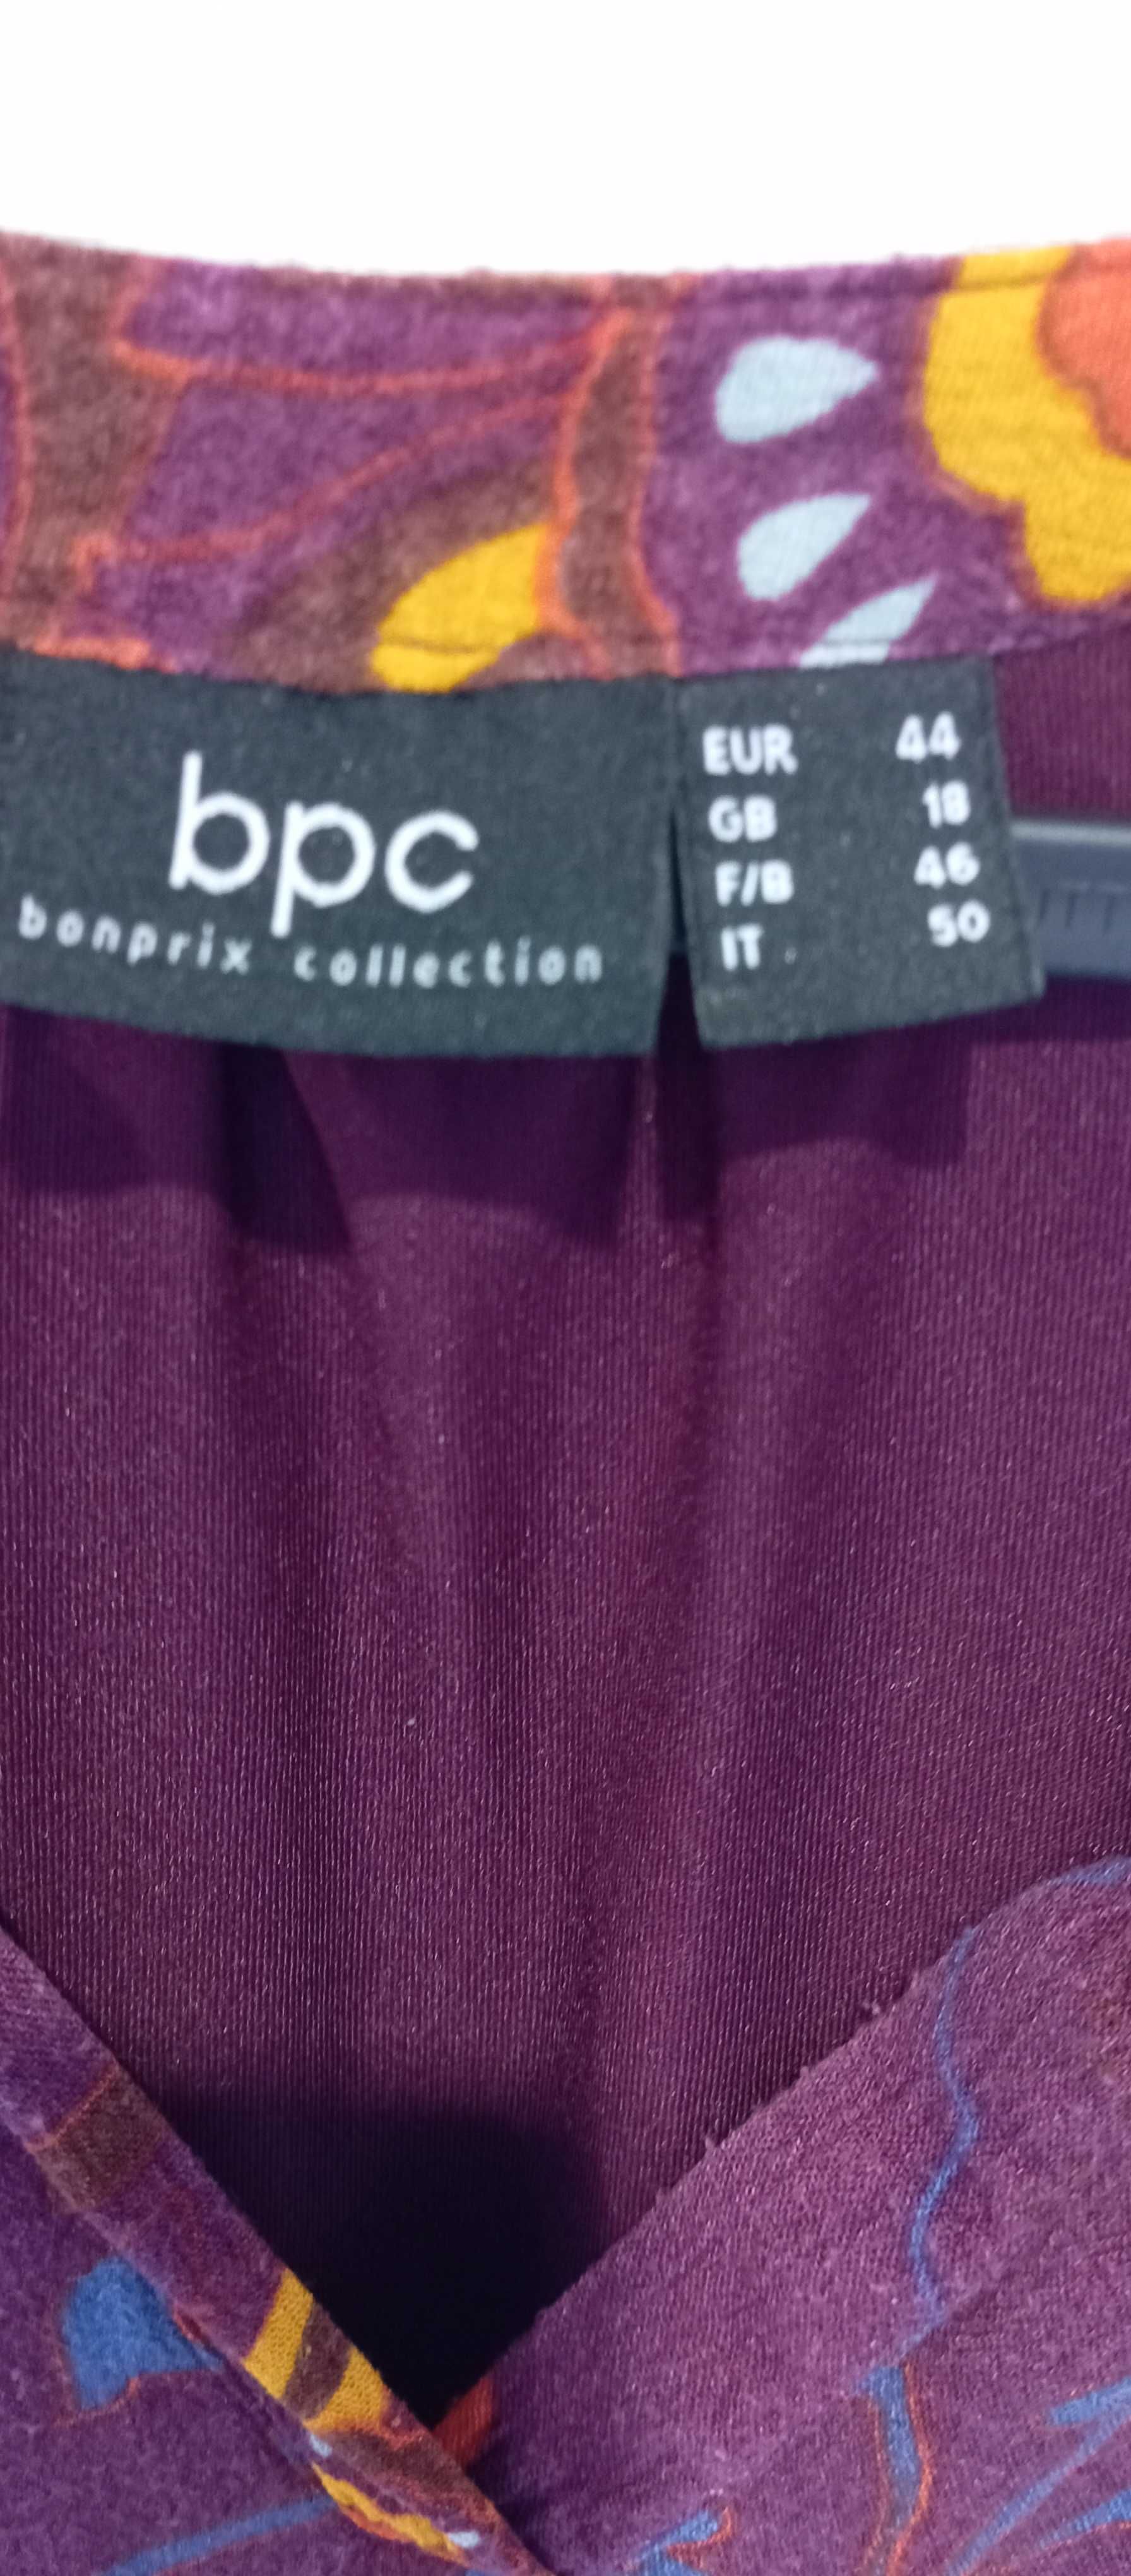 bpc
bonprix collection
EUR 44
GB 18
F/B 46
IT 50